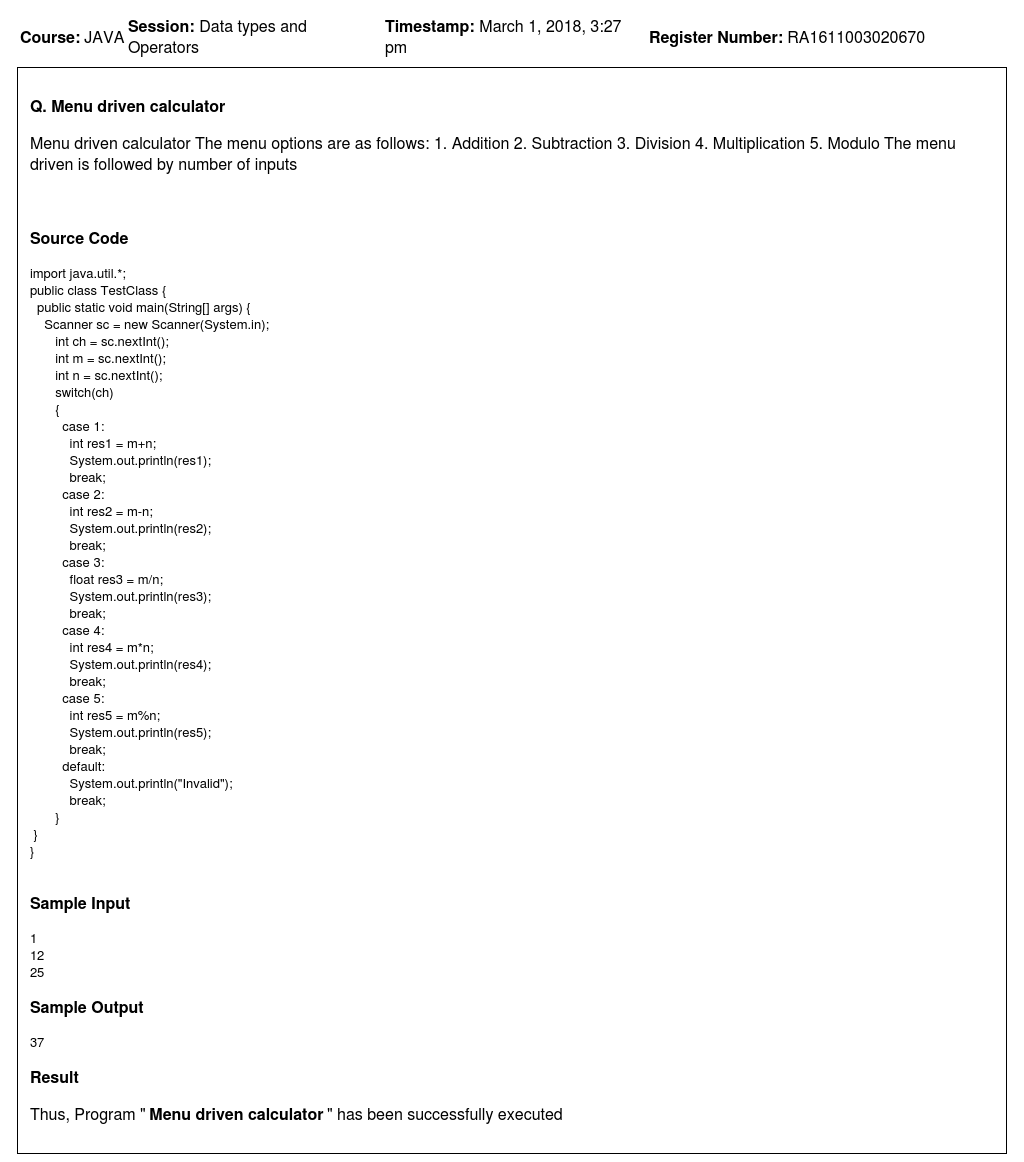 Course: JAVA Session: Data types and Operators Timestamp: March 1, 2018, 3:27 pm Register Number: RA1611003020670
Q. Menu driven calculator
Menu driven calculator The menu options are as follows: 1. Addition 2. Subtraction 3. Division 4. Multiplication 5. Modulo The menu
driven is followed by number of inputs
Source Code
import java.util.*;
public class TestClass {
  public static void main(String[] args) {
    Scanner sc = new Scanner(System.in);
       int ch = sc.nextInt();
       int m = sc.nextInt();
       int n = sc.nextInt();
       switch(ch)
       {
         case 1:
           int res1 = m+n;
           System.out.println(res1);
           break;
         case 2:
           int res2 = m-n;
           System.out.println(res2);
           break;
         case 3:
           float res3 = m/n;
           System.out.println(res3);
           break;
         case 4:
           int res4 = m*n;
           System.out.println(res4);
           break;
         case 5:
           int res5 = m%n;
           System.out.println(res5);
           break;
         default:
           System.out.println("Invalid");
           break;
       }
 }
}
Sample Input
1
12
25
Sample Output
37
Result
Thus, Program " Menu driven calculator " has been successfully executed